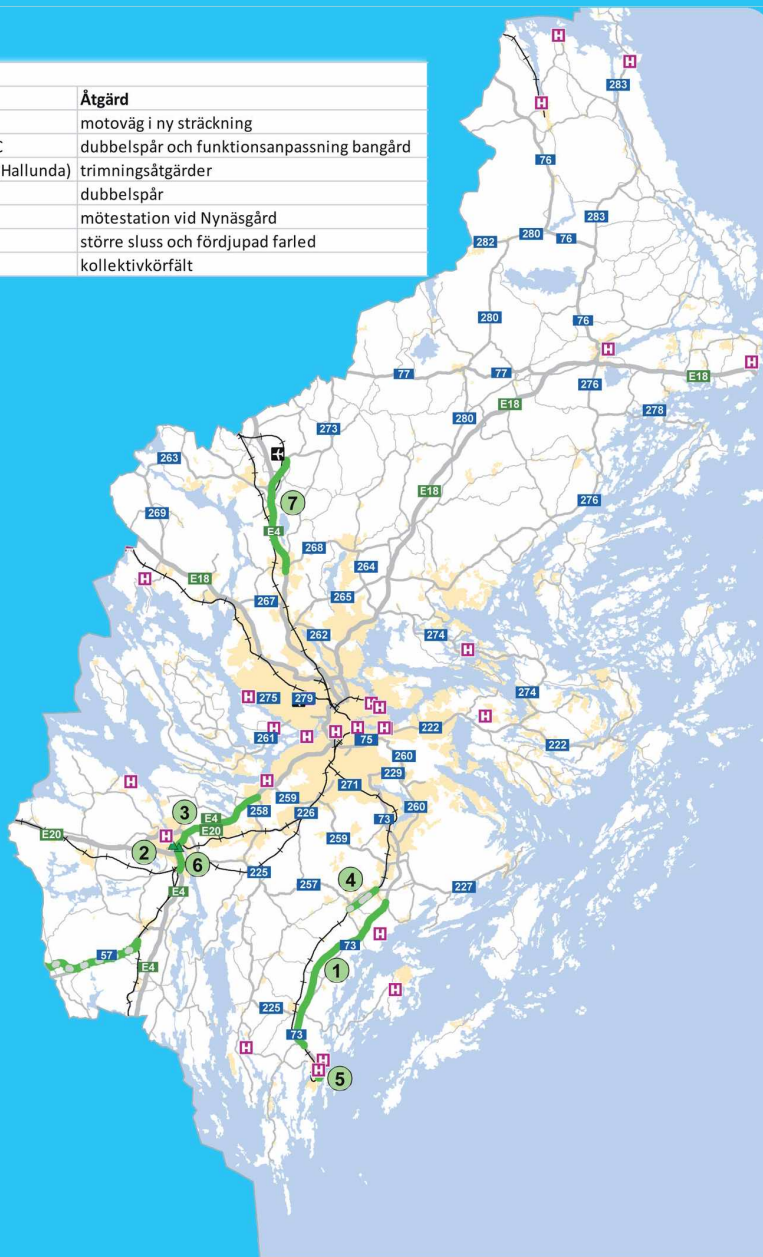 Åtgärd
motoväg i ny sträckning
C dubbelspår och funktionsanpassning bangård
Hallunda) trimningsåtgärder
dubbelspår
mötestation vid Nynäsgård
större sluss och fördjupad farled
kollektivkörfält
H
H
283
H
76
283
282
280
76
280
76
H
H
77
77
E18
276
E18
278
280
273
263
E18
276
7
269
E4
268
264
H
E18
265
267
262
274
H
274
H
275
279
H
H
H
H
H
H
H
H
222
261
75
222
260
229
H
H
271
259
258
3
E4
E20
226
260
73
E20
H
259
2
6
225
257
4
227
E4
H
73
57
E4
1
H
225
73
H
H
H
5